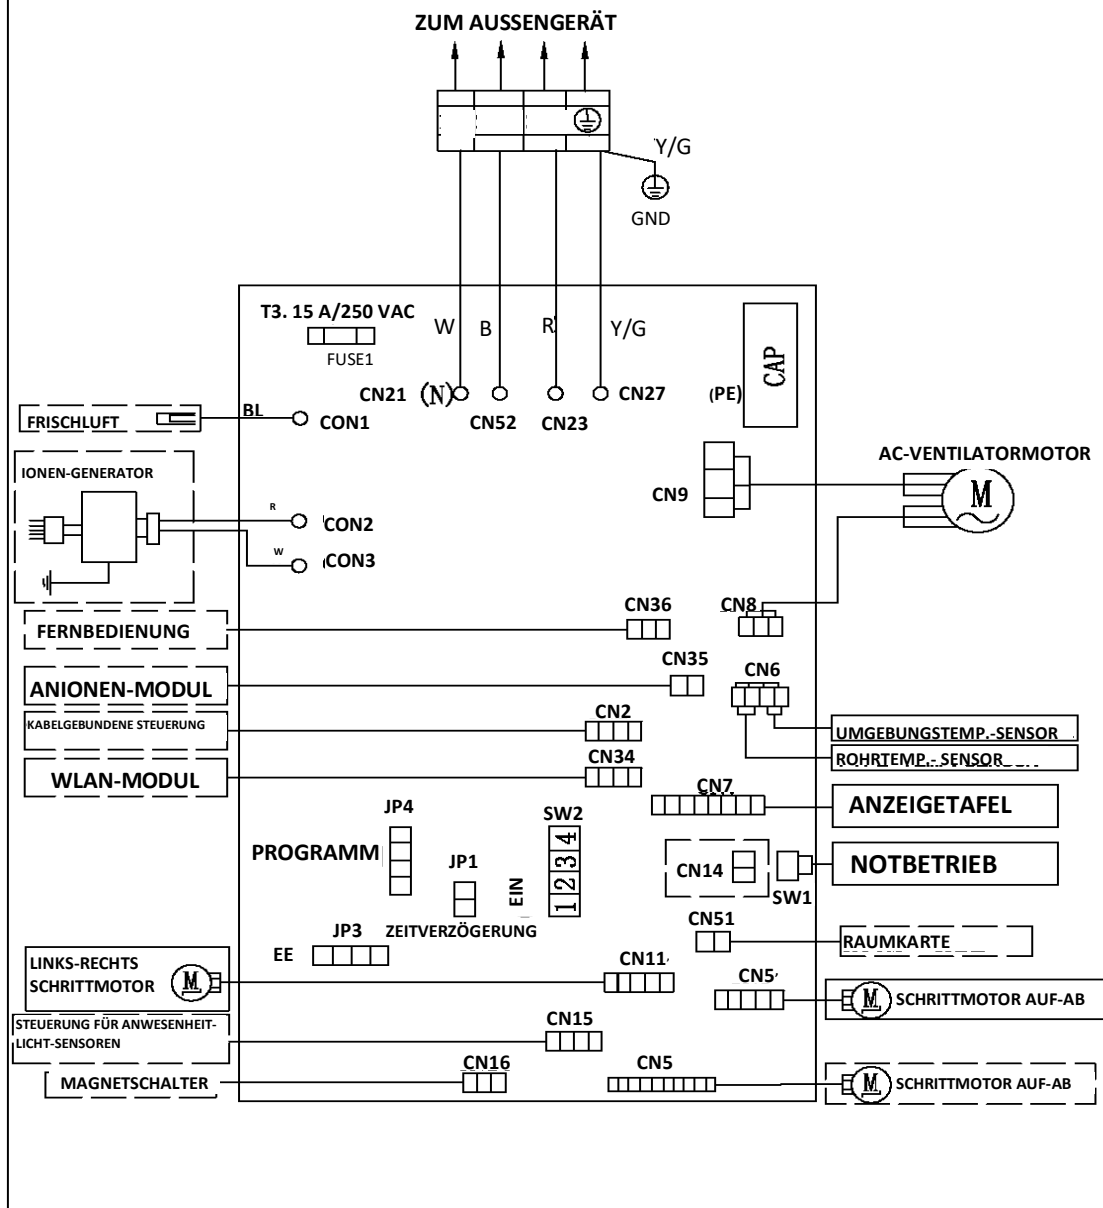 ZUM AUSSENGERÄT
Y/G
GND
T3. 15 A/250 VAC
FUSE1
W
B
R
Y/G
CAP
CN21 (N)
CN52
CN23
CN27
(PE)
FRISCHLUFT
BL
CON1
IONEN-GENERATOR
R
CON2
W
CON3
CN9
AC-VENTILATORMOTOR
M
FERNBEDIENUNG
CN36
CN8
ANIONEN-MODUL
CN35
CN6
KABELGEBUNDENE STEUERUNG
CN2
UMGEBUNGSTEMP.-SENSOR
ROHRTEMP.- SENSOR
WLAN-MODUL
CN34
CN7
ANZEIGETAFEL
JP4
PROGRAMM
JP1
EIN
SW2
1 2 3 4
CN14
SW1
NOTBETRIEB
ZEITVERZÖGERUNG
CN51
RAUMKARTE
EE
JP3
LINKS-RECHTS
SCHRITTMOTOR
M
CN11
CN5
M
SCHRITTMOTOR AUF-AB
STEUERUNG FÜR ANWESENHEIT-
LICHT-SENSOREN
CN15
MAGNETSCHALTER
CN16
CN5
M
SCHRITTMOTOR AUF-AB